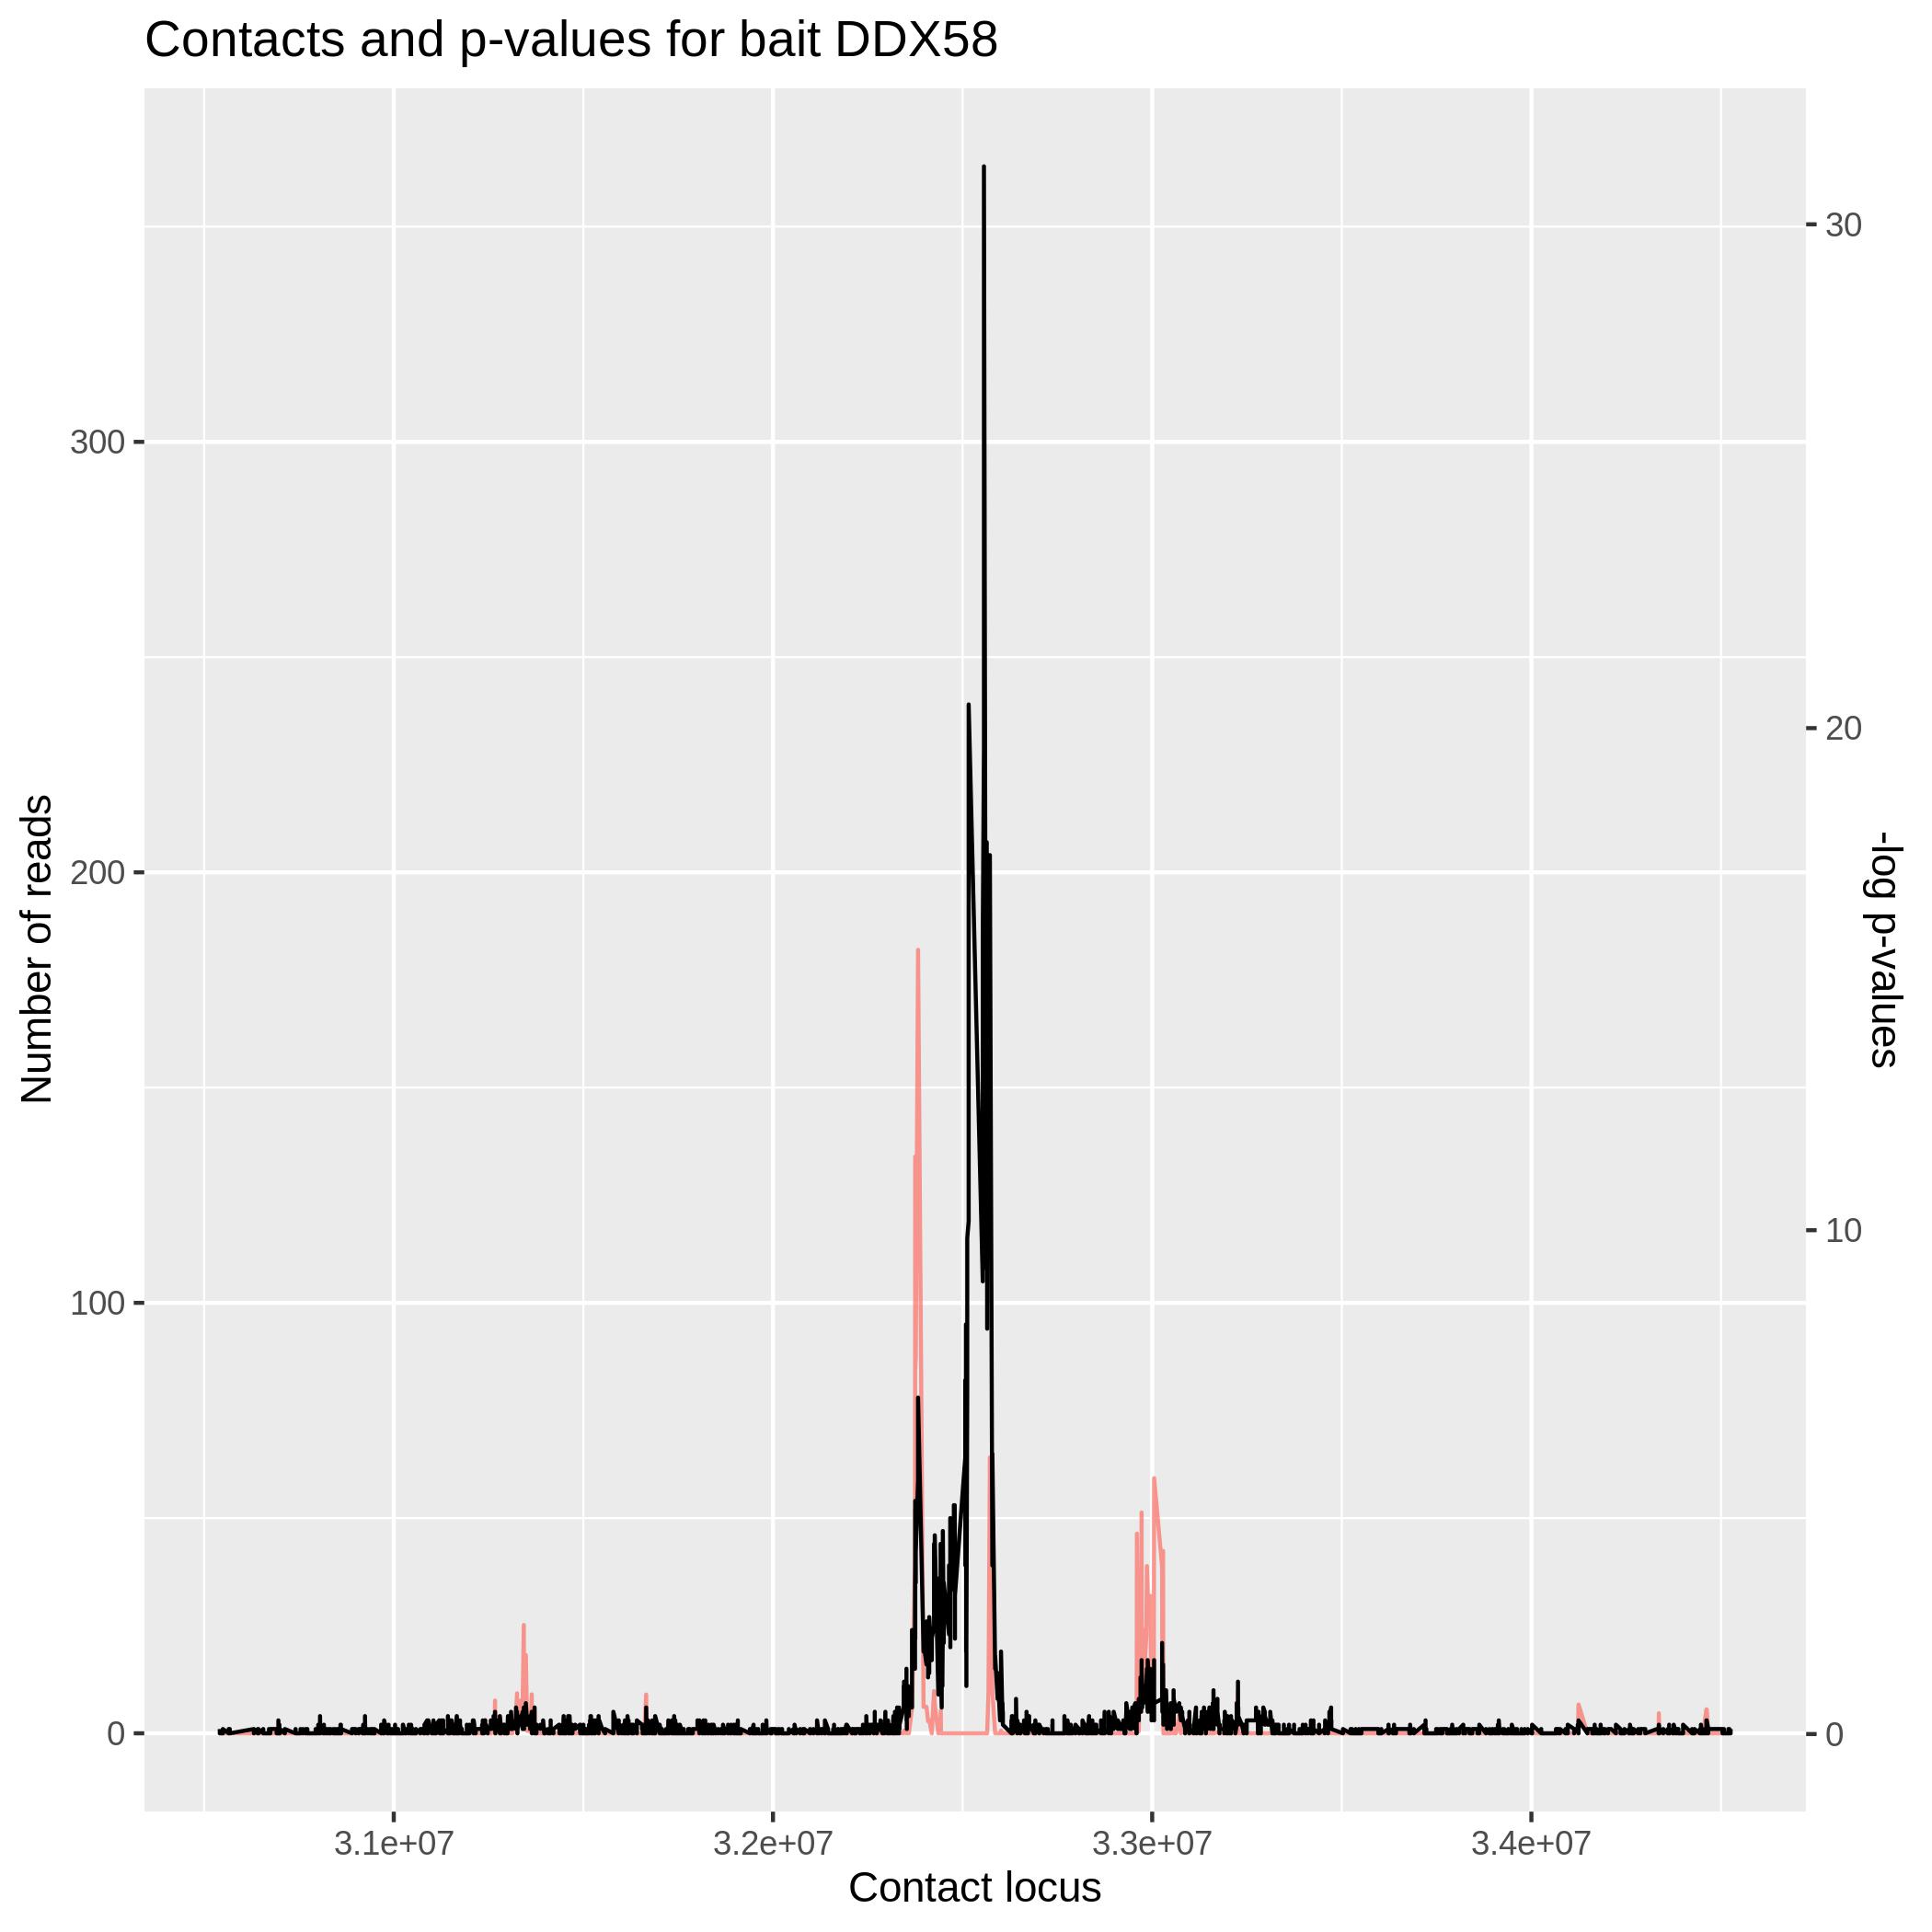 Contacts and p-values for bait DDX58
Number of reads
300
200
100
0
30
20
10
0
-log p-values
3.1e+07 3.2e+07 3.3e+07 3.4e+07
Contact locus